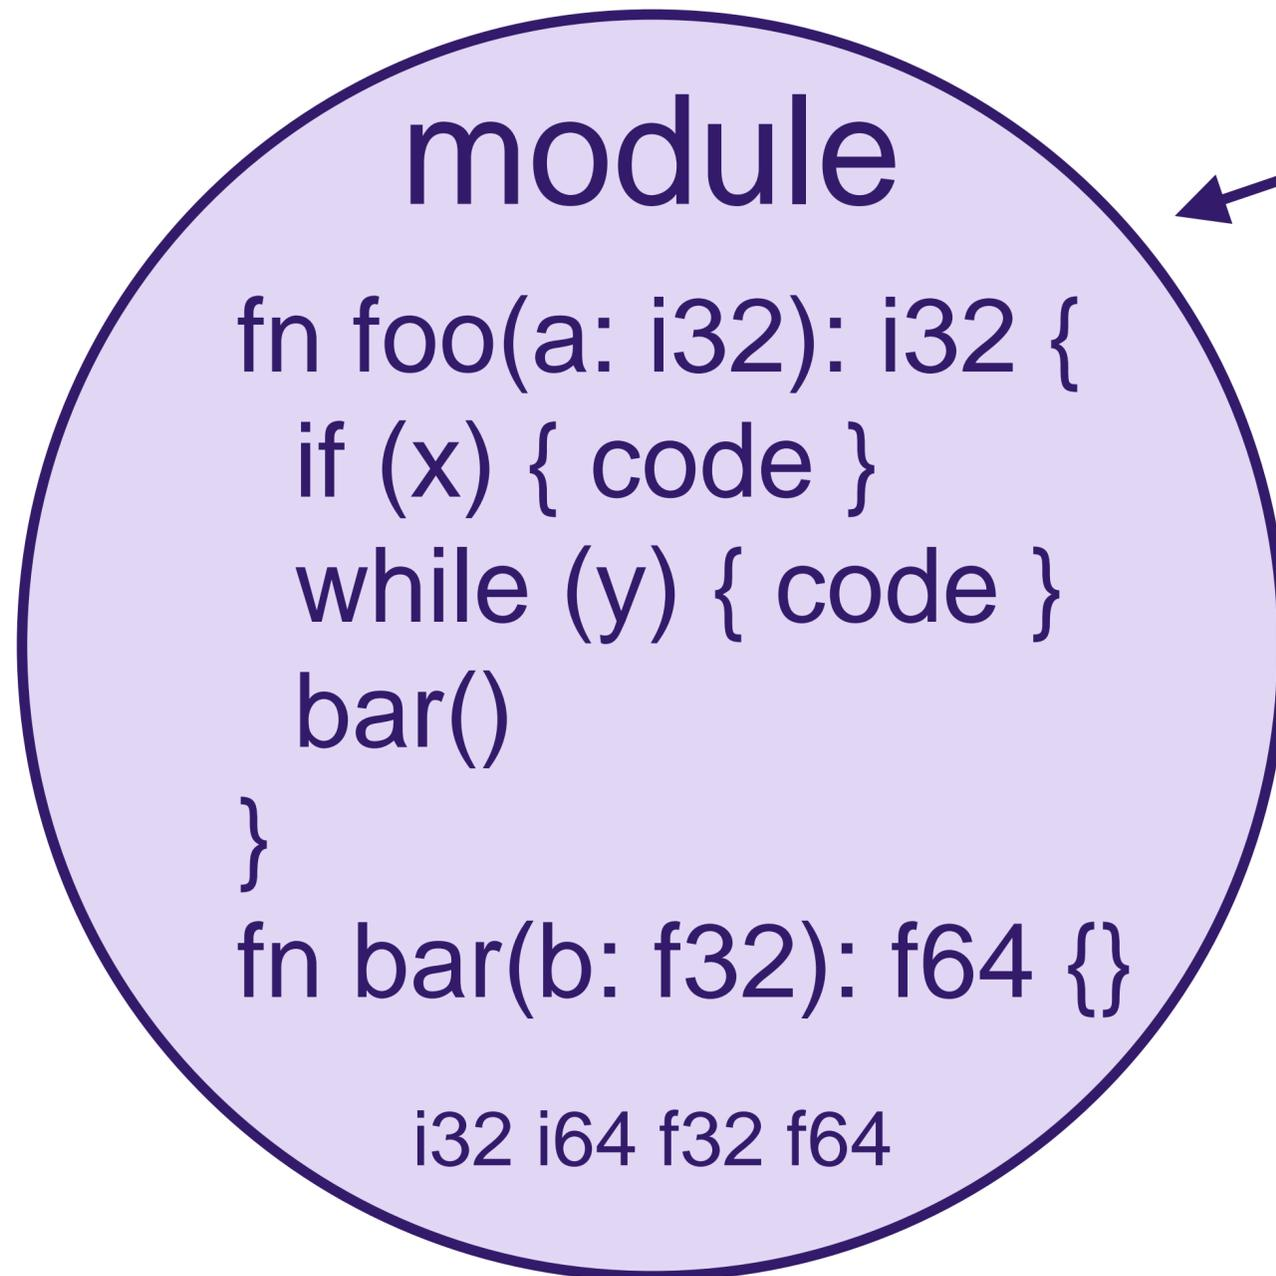 module
fn foo(a: i32): i32 {
  if (x) { code }
  while (y) { code }
  bar()
}
fn bar(b: f32): f64 {}
i32 i64 f32 f64